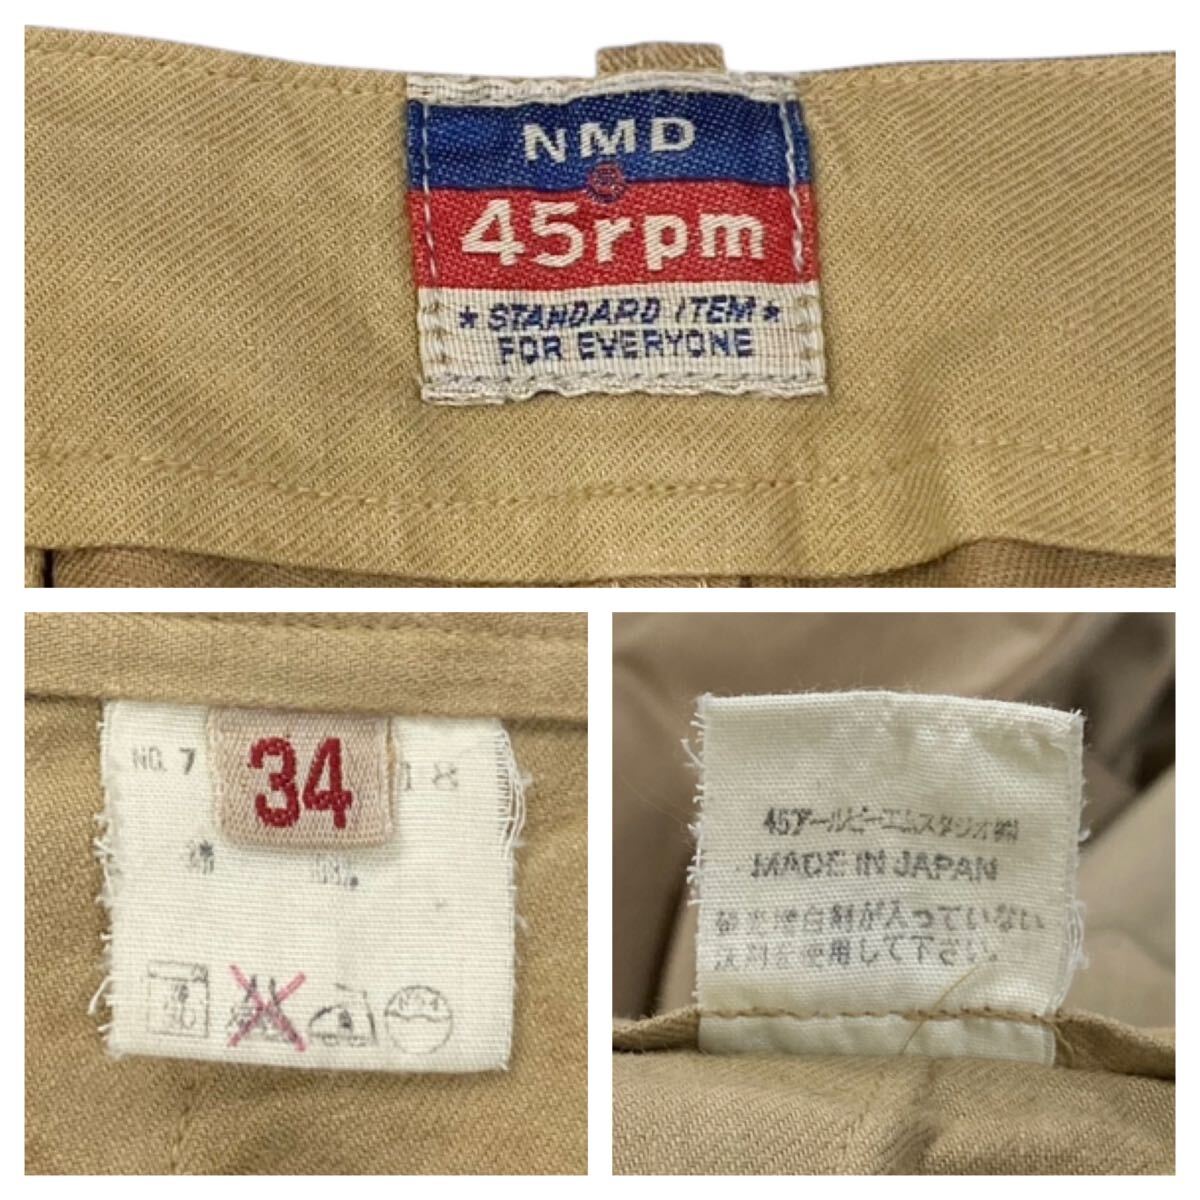 NMD
45rpm
★ STANDARD ITEM ★
FOR EVERYONE
NO. 7
34
18
綿
45アールピーエムスタジオ㈱
MADE IN JAPAN
蛍光増白剤が入っていない
洗剤を使用して下さい。